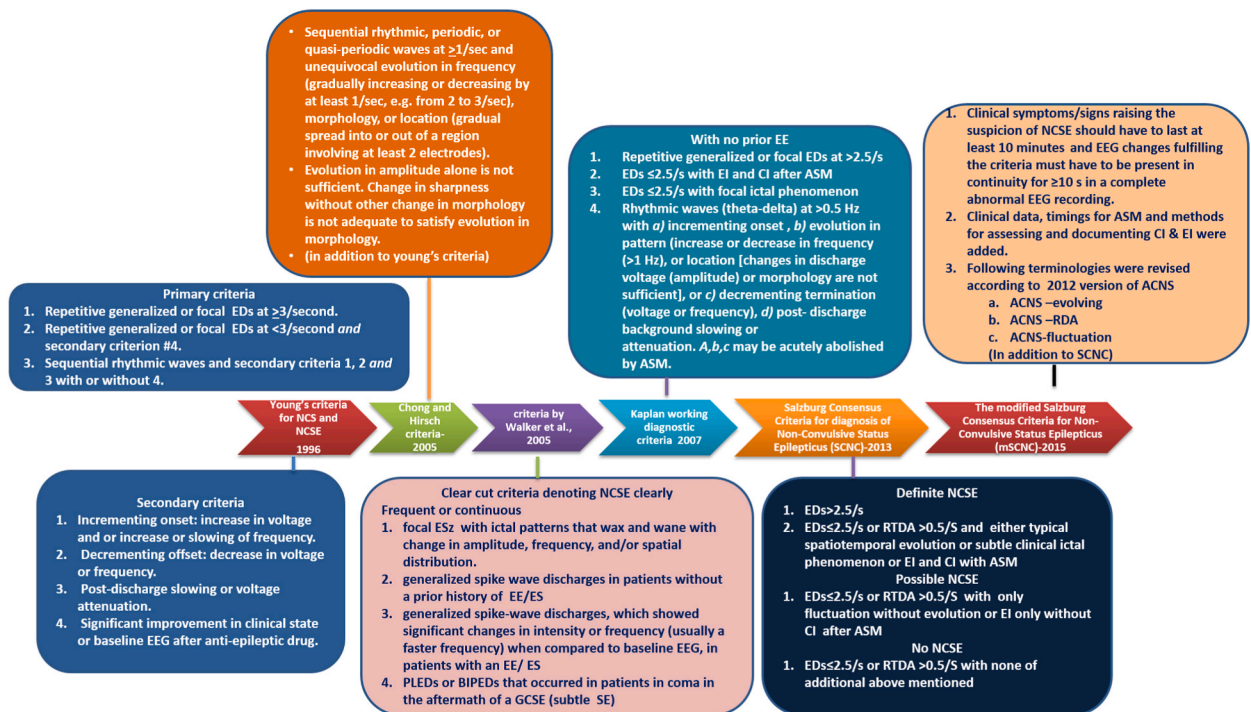 • Sequential rhythmic, periodic, or
quasi-periodic waves at ≥1/sec and
unequivocal evolution in frequency
(gradually increasing or decreasing by
at least 1/sec, e.g. from 2 to 3/sec),
morphology, or location (gradual
spread into or out of a region
involving at least 2 electrodes).
• Evolution in amplitude alone is not
sufficient. Change in sharpness
without other change in morphology
is not adequate to satisfy evolution in
morphology.
• (in addition to young's criteria)
With no prior EE
1. Repetitive generalized or focal EDs at >2.5/s
2. EDs ≤2.5/s with EI and CI after ASM
3. EDs ≤2.5/s with focal ictal phenomenon
4. Rhythmic waves (theta-delta) at >0.5 Hz
with a) incrementing onset , b) evolution in
pattern (increase or decrease in frequency
(>1 Hz), or location [changes in discharge
voltage (amplitude) or morphology are not
sufficient], or c) decrementing termination
(voltage or frequency), d) post- discharge
background slowing or
attenuation. A,b,c may be acutely abolished
by ASM.
1. Clinical symptoms/signs raising the
suspicion of NCSE should have to last at
least 10 minutes and EEG changes fulfilling
the criteria must have to be present in
continuity for ≥10 s in a complete
abnormal EEG recording.
2. Clinical data, timings for ASM and methods
for assessing and documenting CI & EI were
added.
3. Following terminologies were revised
according to 2012 version of ACNS
a. ACNS –evolving
b. ACNS –RDA
c. ACNS-fluctuation
(In addition to SCNC)
Primary criteria
1. Repetitive generalized or focal EDs at ≥3/second.
2. Repetitive generalized or focal EDs at <3/second and
secondary criterion #4.
3. Sequential rhythmic waves and secondary criteria 1, 2 and
3 with or without 4.
Young's criteria
for NCS and
NCSE
1996
Chong and
Hirsch
criteria-
2005
criteria by
Walker et al.,
2005
Kaplan working
diagnostic
criteria 2007
Salzburg Consensus
Criteria for diagnosis of
Non-Convulsive Status
Epilepticus (SCNC)-2013
The modified Salzburg
Consensus Criteria for Non-
Convulsive Status Epilepticus
(mSCNC)-2015
Secondary criteria
1. Incrementing onset: increase in voltage
and or increase or slowing of frequency.
2. Decrementing offset: decrease in voltage
or frequency.
3. Post-discharge slowing or voltage
attenuation.
4. Significant improvement in clinical state
or baseline EEG after anti-epileptic drug.
Clear cut criteria denoting NCSE clearly
Frequent or continuous
1. focal ESz with ictal patterns that wax and wane with
change in amplitude, frequency, and/or spatial
distribution.
2. generalized spike wave discharges in patients without
a prior history of EE/ES
3. generalized spike-wave discharges, which showed
significant changes in intensity or frequency (usually a
faster frequency) when compared to baseline EEG, in
patients with an EE/ ES
4. PLEDs or BIPEDs that occurred in patients in coma in
the aftermath of a GCSE (subtle SE)
Definite NCSE
1. EDs>2.5/s
2. EDs≤2.5/s or RTDA >0.5/S and either typical
spatiotemporal evolution or subtle clinical ictal
phenomenon or EI and CI with ASM
Possible NCSE
1. EDs≤2.5/s or RTDA >0.5/S with only
fluctuation without evolution or EI only without
CI after ASM
No NCSE
1. EDs≤2.5/s or RTDA >0.5/S with none of
additional above mentioned